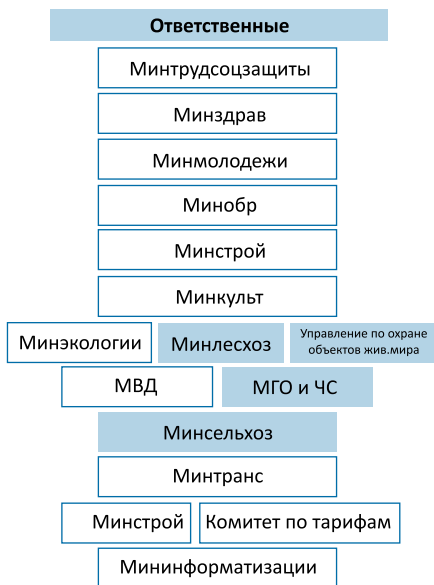 Ответственные
Минтрудсоцзащиты
Минздрав
Минмолодежи
Минобр
Минстрой
Минкульт
Минэкологии
Минлесхоз
Управление по охране
объектов жив.мира
МВД
МГО и ЧС
Минсельхоз
Минтранс
Минстрой
Комитет по тарифам
Мининформатизации